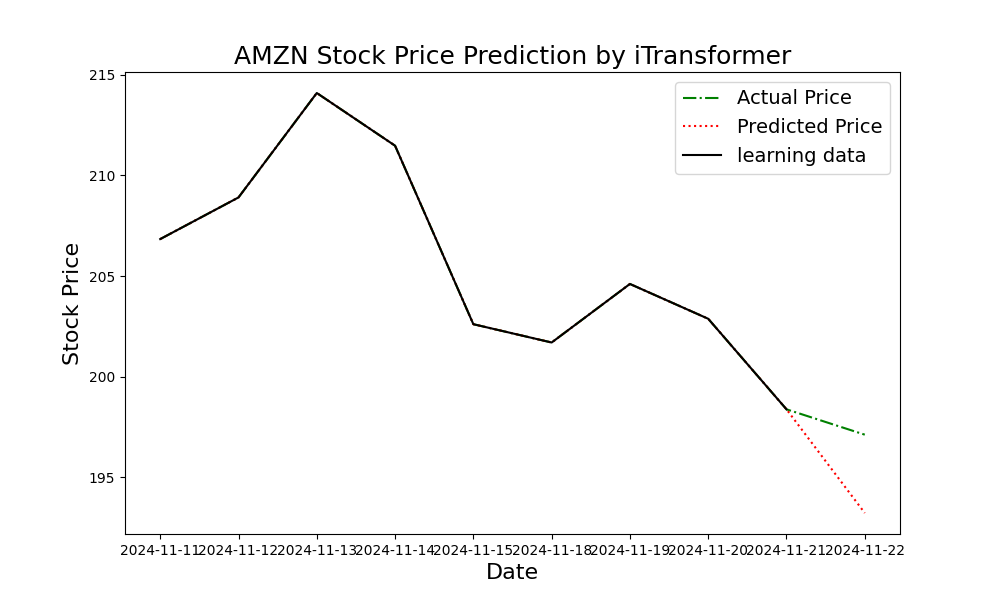 AMZN Stock Price Prediction by iTransformer
Actual Price
Predicted Price
learning data
Stock Price
215
210
205
200
195
2024-11-11 2024-11-12 2024-11-13 2024-11-14 2024-11-15 2024-11-18 2024-11-19 2024-11-20 2024-11-21 2024-11-22
Date